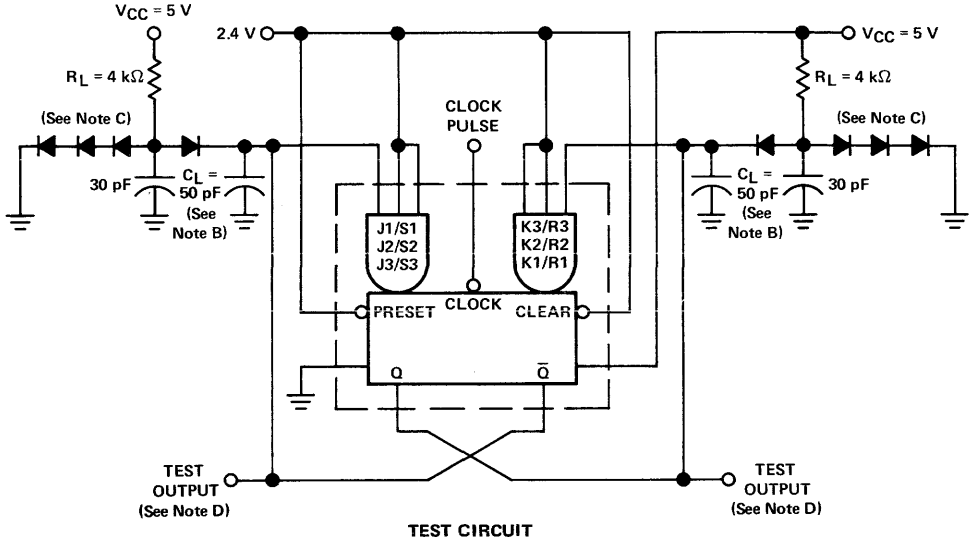 VCC = 5 V
2.4 V
VCC = 5 V
RL = 4 kΩ
RL = 4 kΩ
(See Note C)
CLOCK
PULSE
(See Note C)
30 pF
CL =
50 pF
(See
Note B)
CL =
50 pF
(See
Note B)
30 pF
J1/S1
J2/S2
J3/S3
K3/R3
K2/R2
K1/R1
PRESET
CLOCK
CLEAR
Q
Q̅
TEST
OUTPUT
(See Note D)
TEST
OUTPUT
(See Note D)
TEST CIRCUIT